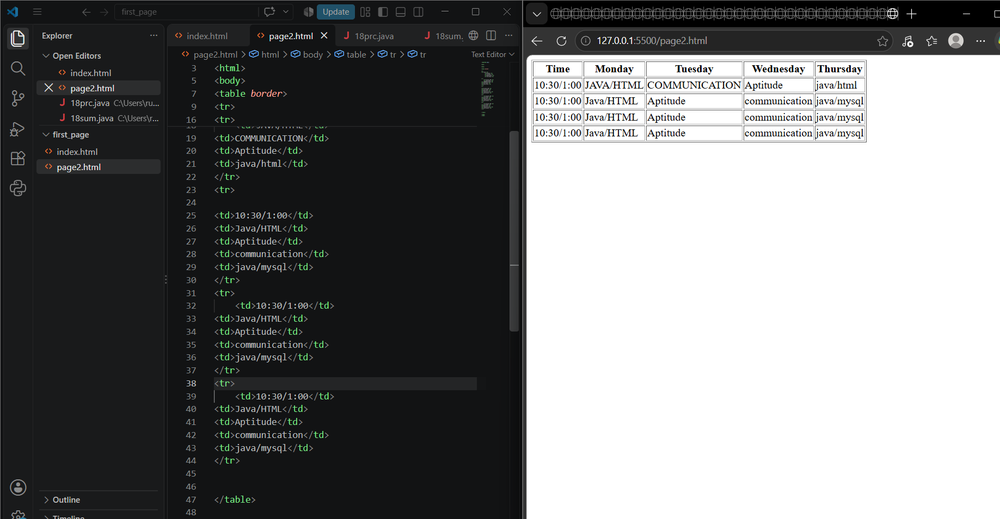 first_page
Update
Explorer
Open Editors
index.html
page2.html
18prc.java C:\Users\ru...
18sum.java C:\Users\r...
first_page
index.html
page2.html
Outline
Timeline
index.html
page2.html
18prc.java
18sum.
page2.html > html > body > table > tr > tr
Text Editor
3 <html>
5 <body>
7 <table border>
9 <tr>
16 <tr>
18 <td>JAVA/HTML</td>
19 <td>COMMUNICATION</td>
20 <td>Aptitude</td>
21 <td>java/html</td>
22 </tr>
23 <tr>
24
25 <td>10:30/1:00</td>
26 <td>Java/HTML</td>
27 <td>Aptitude</td>
28 <td>communication</td>
29 <td>java/mysql</td>
30 </tr>
31 <tr>
32 <td>10:30/1:00</td>
33 <td>Java/HTML</td>
34 <td>Aptitude</td>
35 <td>communication</td>
36 <td>java/mysql</td>
37 </tr>
38 <tr>
39 <td>10:30/1:00</td>
40 <td>Java/HTML</td>
41 <td>Aptitude</td>
42 <td>communication</td>
43 <td>java/mysql</td>
44 </tr>
45
46
47 </table>
48
127.0.0.1:5500/page2.html
Time Monday Tuesday Wednesday Thursday
10:30/1:00 JAVA/HTML COMMUNICATION Aptitude java/html
10:30/1:00 Java/HTML Aptitude communication java/mysql
10:30/1:00 Java/HTML Aptitude communication java/mysql
10:30/1:00 Java/HTML Aptitude communication java/mysql